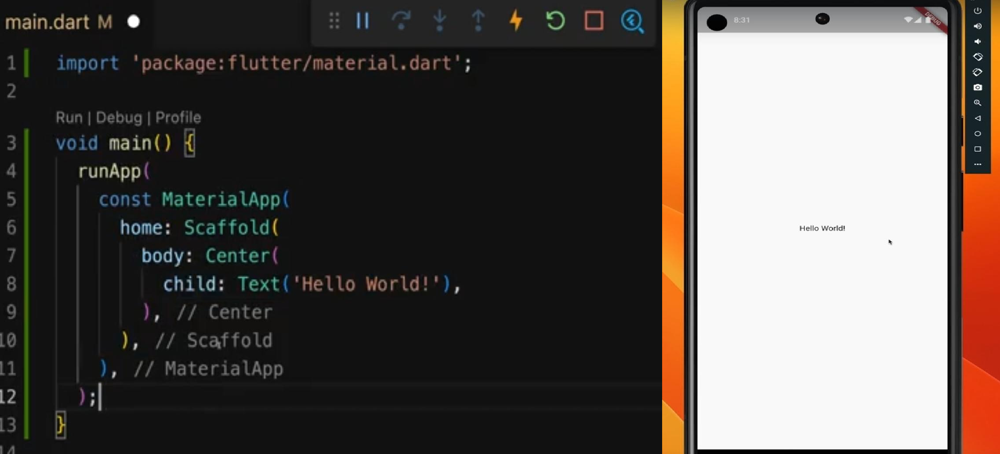 main.dart M
1 import 'package:flutter/material.dart';
2
Run | Debug | Profile
3 void main() {
4 runApp(
5 const MaterialApp(
6 home: Scaffold(
7 body: Center(
8 child: Text('Hello World!'),
9 ), // Center
10 ), // Scaffold
11 ), // MaterialApp
12 );
13 }
14
8:31
DEBUG
Hello World!